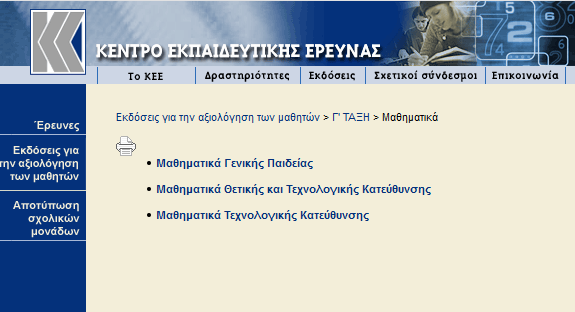 ΚΕΝΤΡΟ ΕΚΠΑΙΔΕΥΤΙΚΗΣ ΕΡΕΥΝΑΣ
Το ΚΕΕ Δραστηριότητες Εκδόσεις Σχετικοί σύνδεσμοι Επικοινωνία
Έρευνες
Εκδόσεις για
την αξιολόγηση
των μαθητών
Αποτύπωση
σχολικών
μονάδων
Εκδόσεις για την αξιολόγηση των μαθητών > Γ' ΤΑΞΗ > Μαθηματικά
• Μαθηματικά Γενικής Παιδείας
• Μαθηματικά Θετικής και Τεχνολογικής Κατεύθυνσης
• Μαθηματικά Τεχνολογικής Κατεύθυνσης